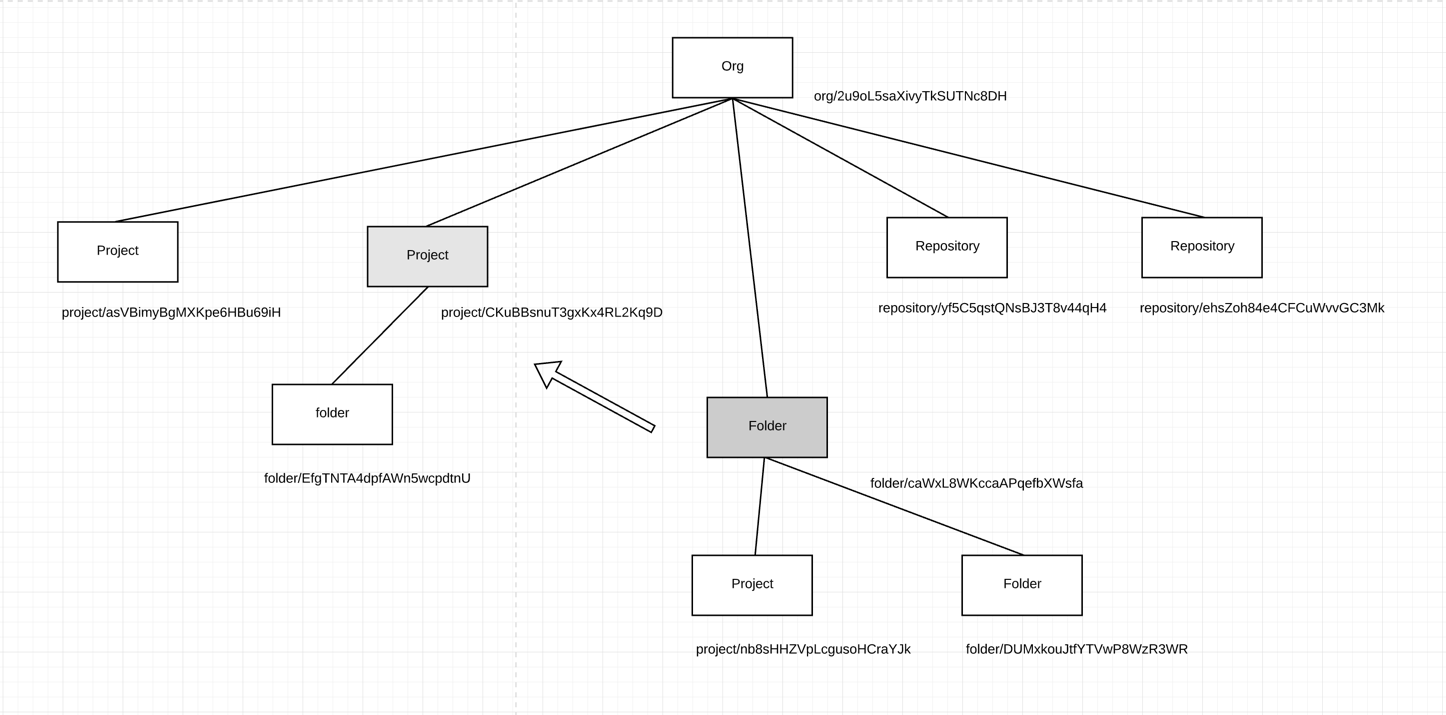 Org
org/2u9oL5saXivyTkSUTNc8DH
Project
project/asVBimyBgMXKpe6HBu69iH
Project
project/CKuBBsnuT3gxKx4RL2Kq9D
Repository
repository/yf5C5qstQNsBJ3T8v44qH4
Repository
repository/ehsZoh84e4CFCuWvvGC3Mk
folder
folder/EfgTNTA4dpfAWn5wcpdtnU
Folder
folder/caWxL8WKccaAPqefbXWsfa
Project
project/nb8sHHZVpLcgusoHCraYJk
Folder
folder/DUMxkouJtfYTVwP8WzR3WR